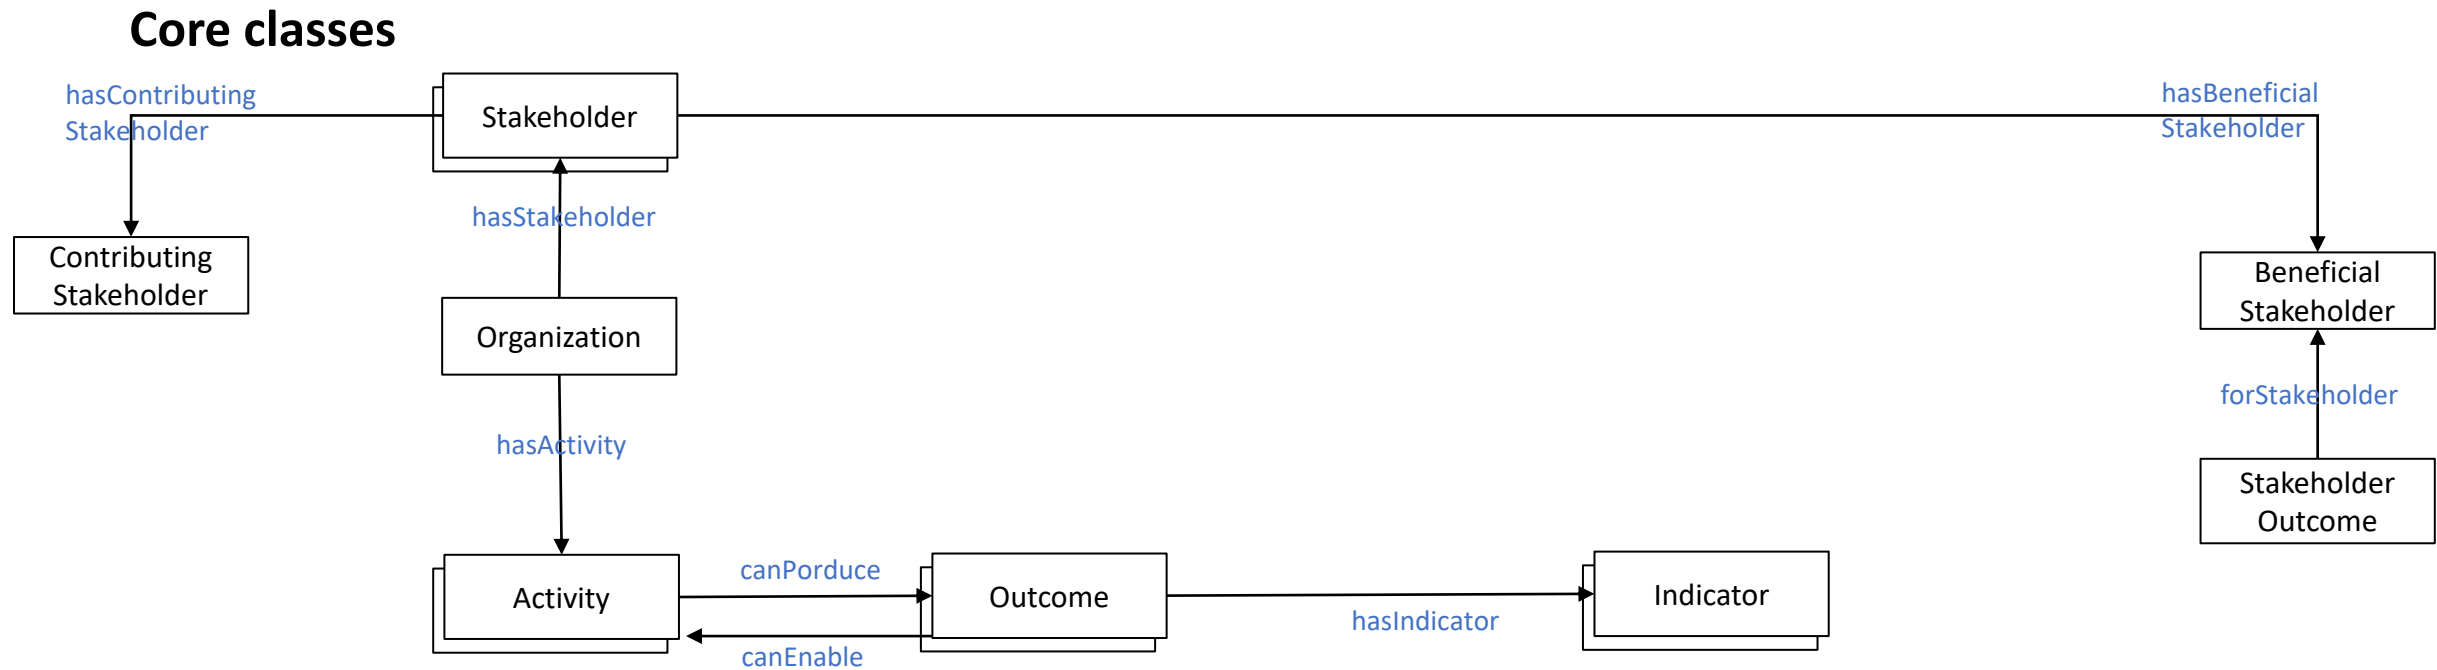 Core classes
hasContributing
Stakeholder
Stakeholder
hasBeneficial
Stakeholder
hasStakeholder
Contributing
Stakeholder
Beneficial
Stakeholder
Organization
forStakeholder
hasActivity
Stakeholder
Outcome
canPorduce
Activity
Outcome
Indicator
hasIndicator
canEnable